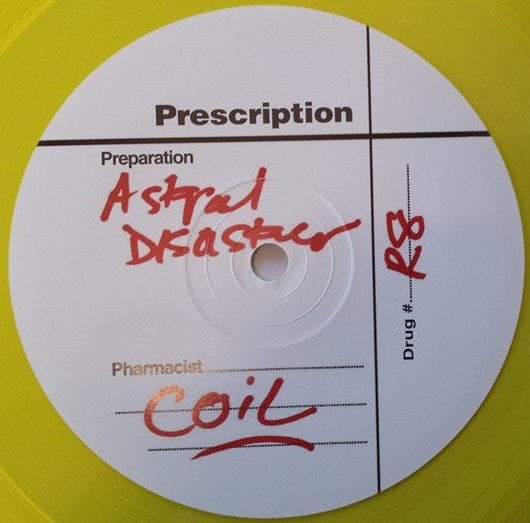 Prescription
Preparation
Astral
Disaster
Drug #.......... R8
Pharmacist
COIL